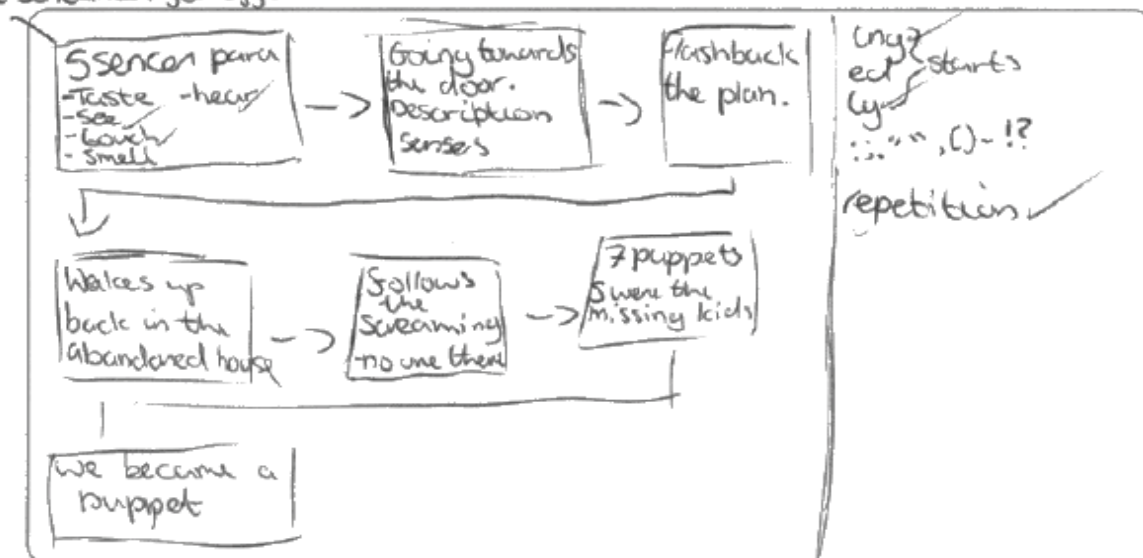 5 sences para
-Taste -hear
-See
-touch
- smell
Going towards
the door.
Description
senses
flashback
the plan.
Wakes up
back in the
abandoned house
follows
the
screaming
-no one there
7 puppets
5 were the
missing kids
we became a
puppet
ing
ed starts
ly
:;."" ,()-!?
repetition